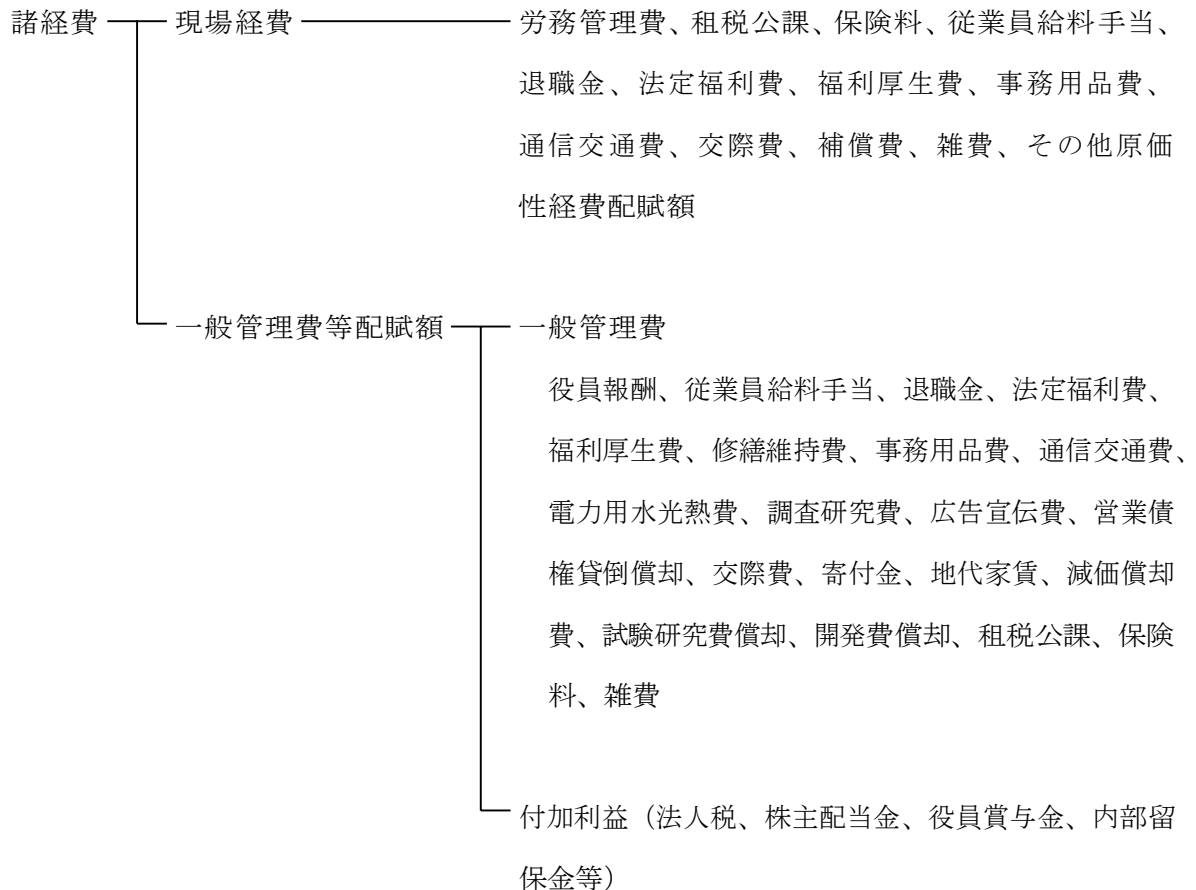 諸経費 現場経費 労務管理費、租税公課、保険料、従業員給料手当、
退職金、法定福利費、福利厚生費、事務用品費、
通信交通費、交際費、補償費、雑費、その他原価
性経費配賦額
一般管理費等配賦額 一般管理費
役員報酬、従業員給料手当、退職金、法定福利費、
福利厚生費、修繕維持費、事務用品費、通信交通費、
電力用水光熱費、調査研究費、広告宣伝費、営業債
権貸倒償却、交際費、寄付金、地代家賃、減価償却
費、試験研究費償却、開発費償却、租税公課、保険
料、雑費
付加利益（法人税、株主配当金、役員賞与金、内部留
保金等）